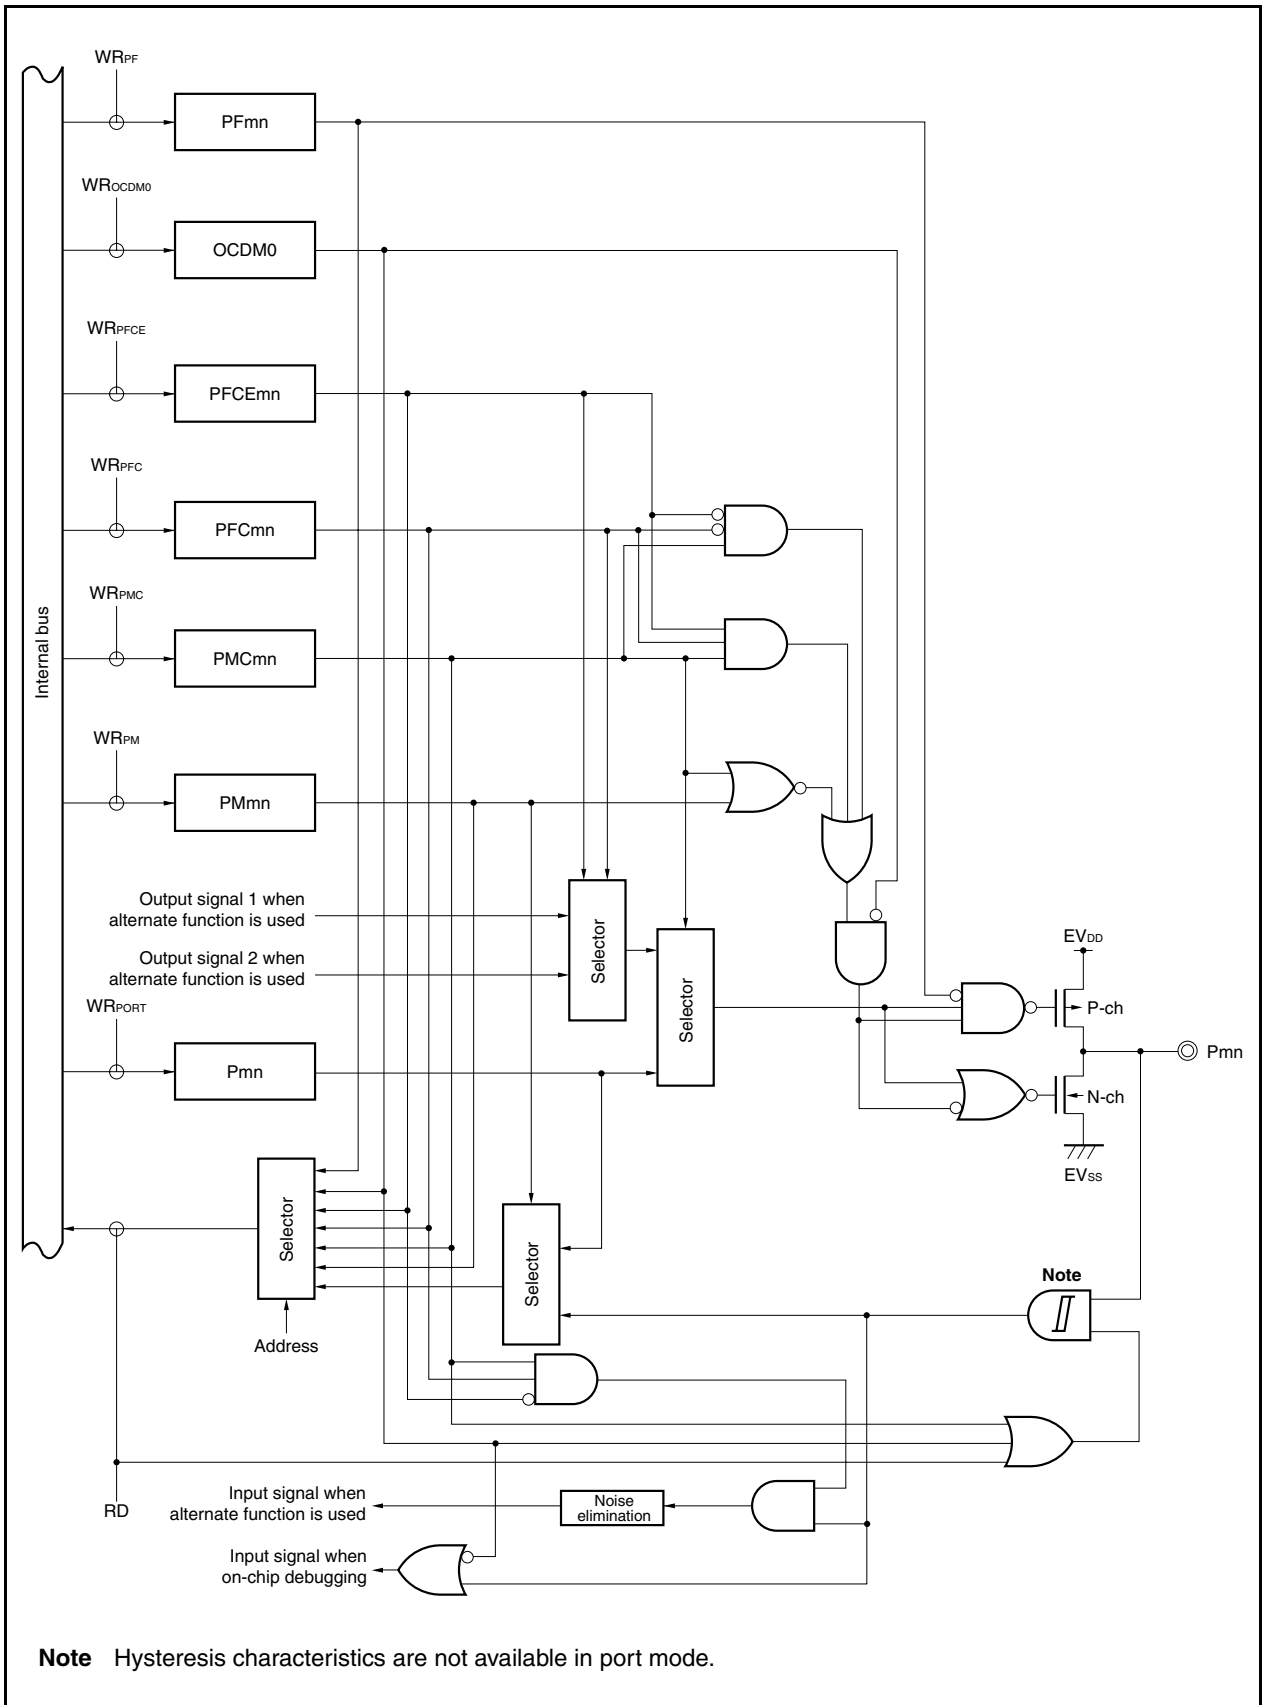 WRPF
PFmn
WROCDM0
OCDM0
WRPFCE
PFCEmn
WRPFC
PFCmn
WRPMC
PMCmn
Internal bus
WRPM
PMmn
Output signal 1 when
alternate function is used
Output signal 2 when
alternate function is used
Selector
Selector
EVDD
P-ch
WRPORT
Pmn
Pmn
N-ch
EVSS
Selector
Selector
Address
Note
RD
Input signal when
alternate function is used
Noise
elimination
Input signal when
on-chip debugging
Note Hysteresis characteristics are not available in port mode.